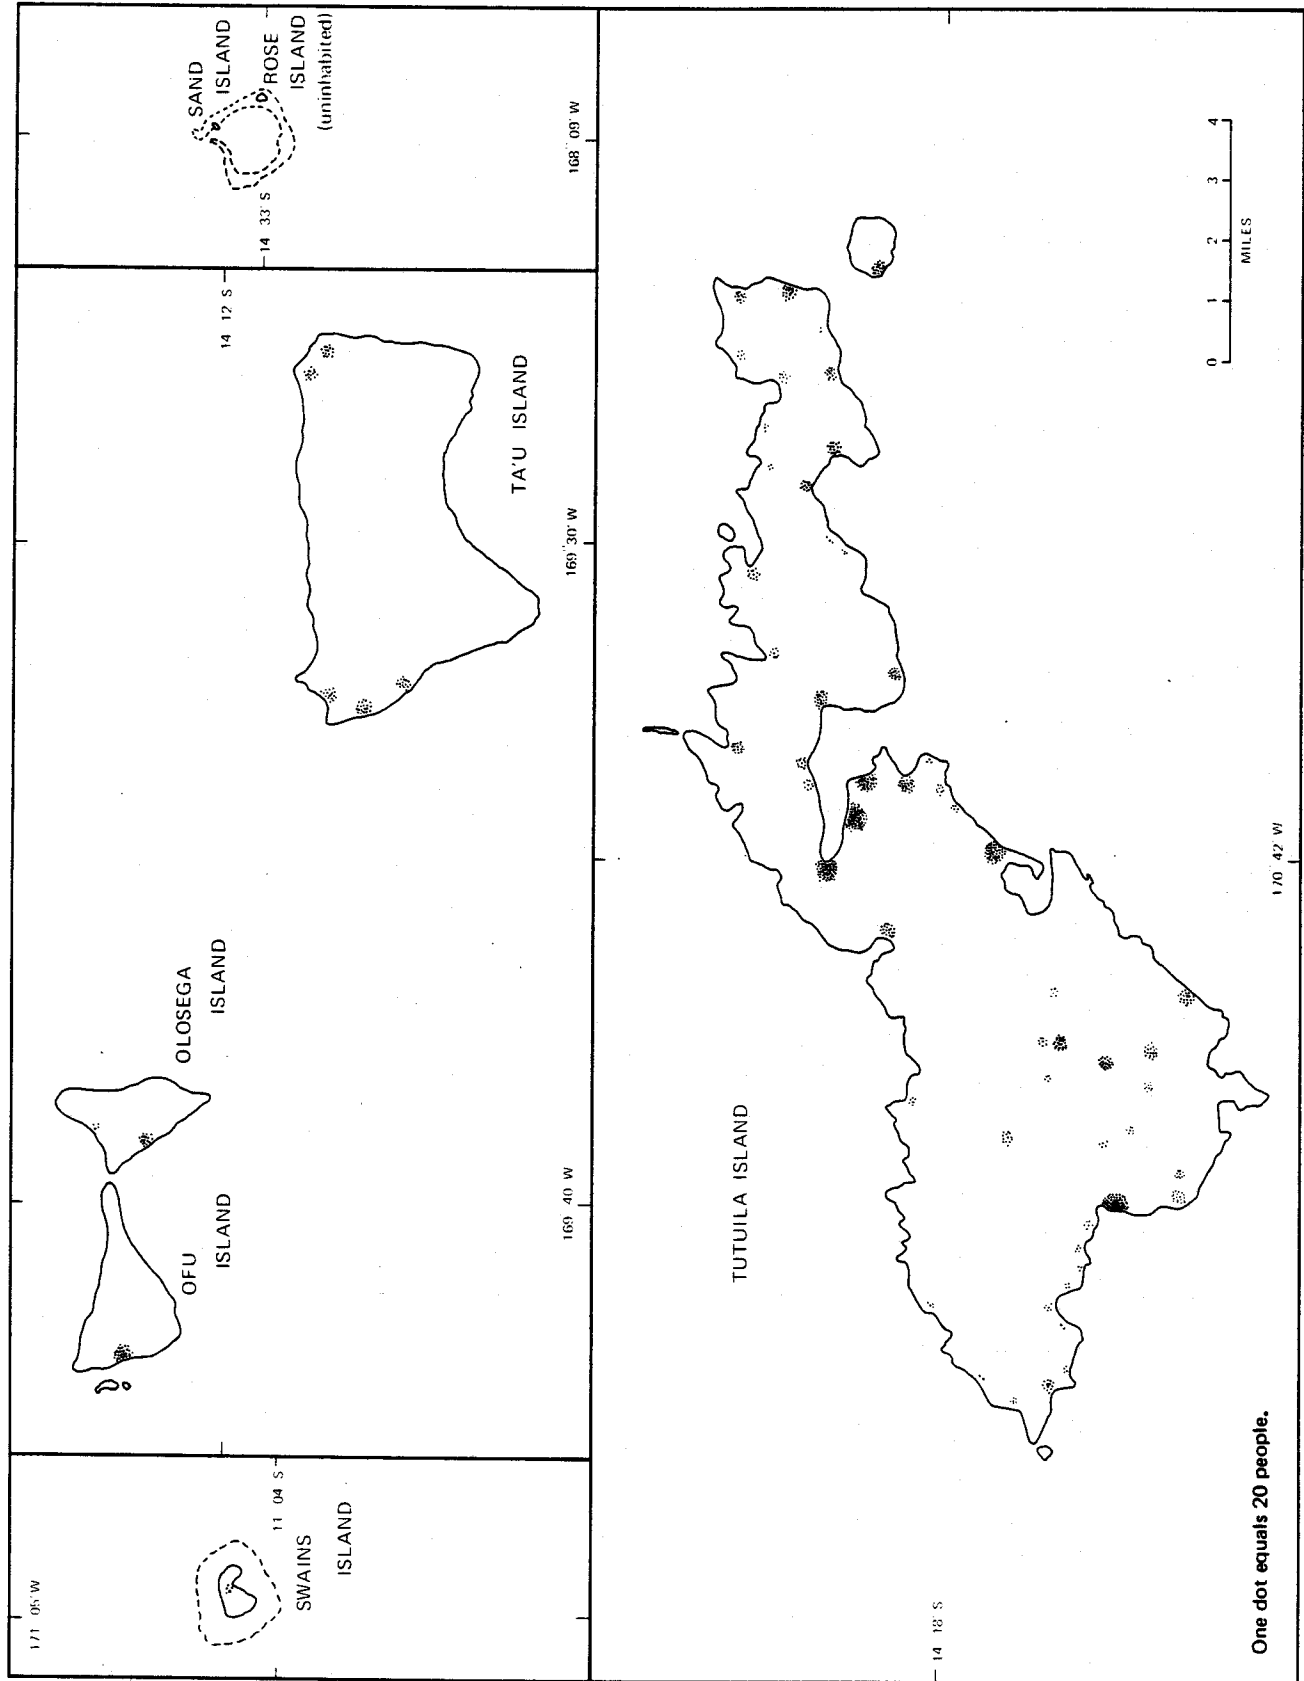 171 05' W
11 04 S
SWAINS
ISLAND
OFU
ISLAND
OLOSEGA
ISLAND
169 40 W
TA'U ISLAND
14 12 S
169 30' W
SAND
ISLAND
ROSE
ISLAND
(uninhabited)
14 33' S
168 09' W
TUTUILA ISLAND
14 18' S
170 42' W
0 1 2 3 4
MILES
One dot equals 20 people.